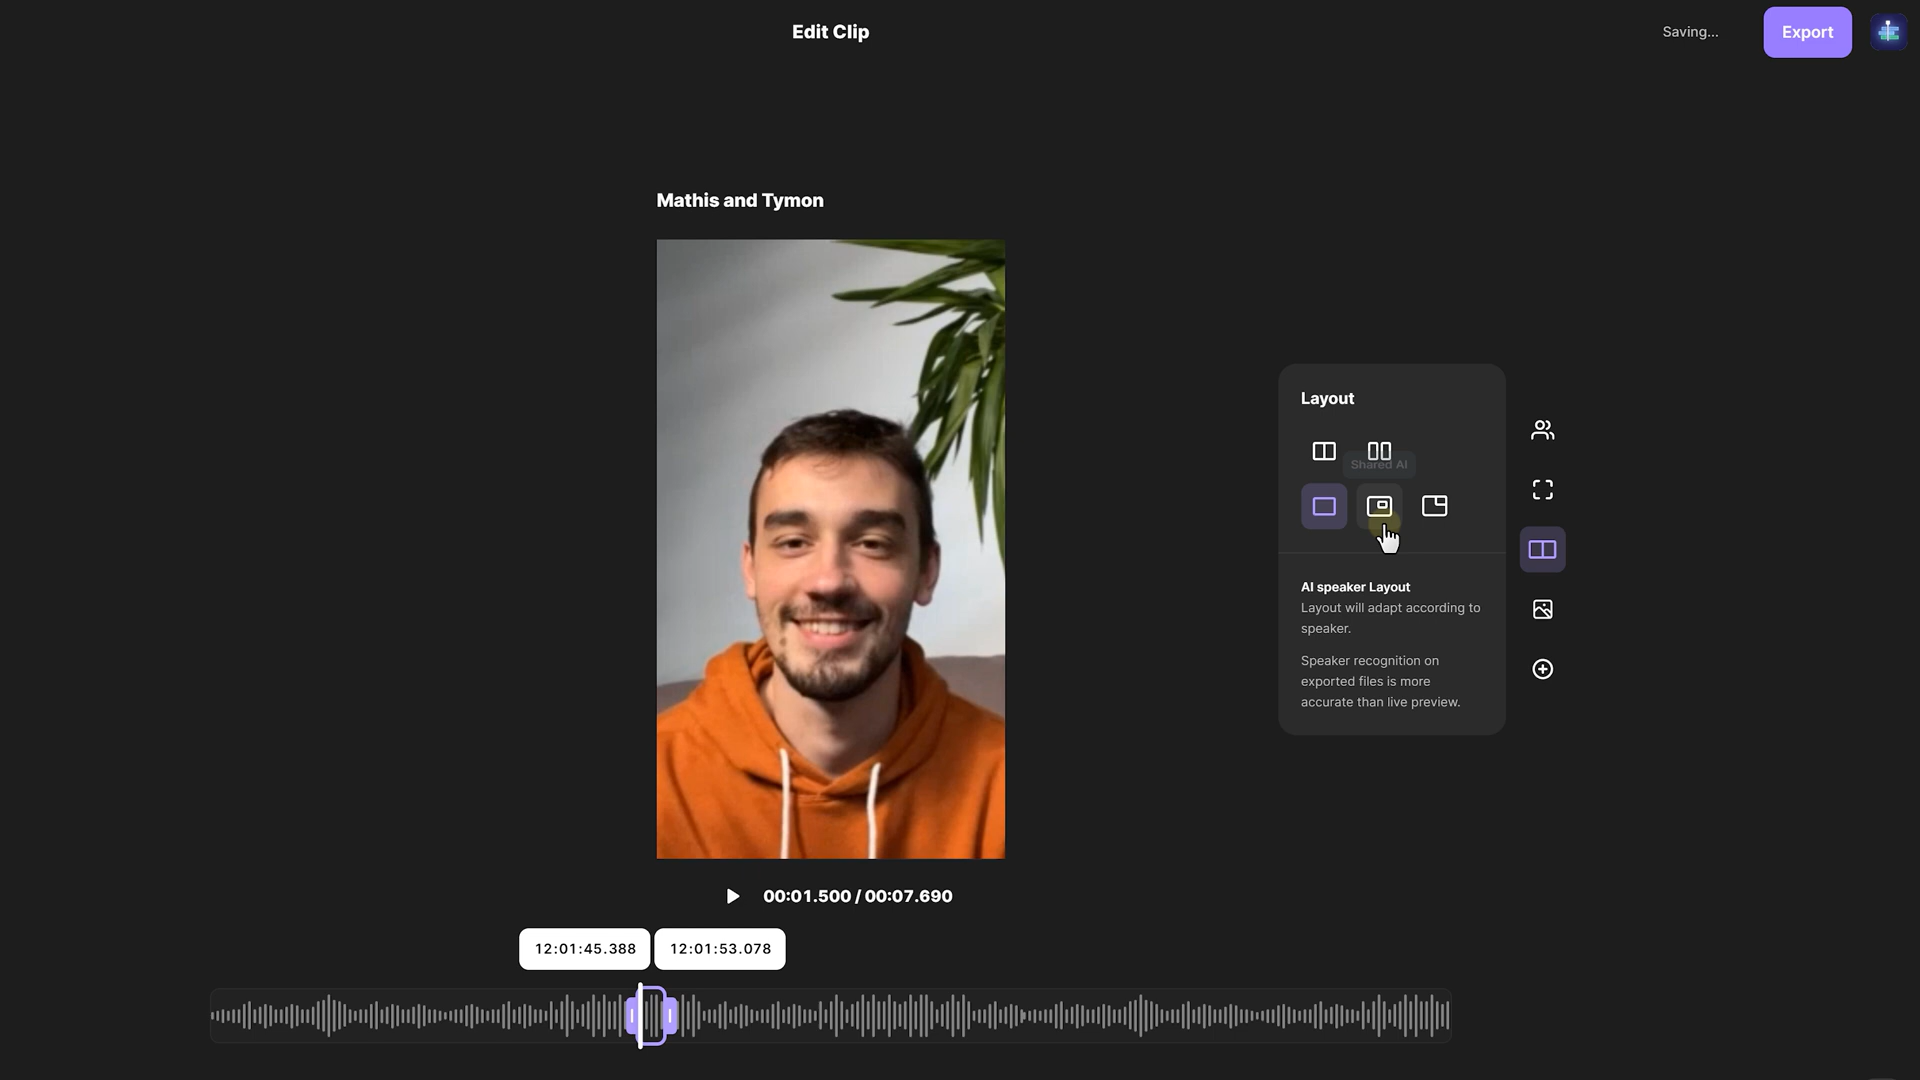 Edit Clip
Saving...
Export
Mathis and Tymon
Layout
Shared AI
AI speaker Layout
Layout will adapt according to
speaker.
Speaker recognition on
exported files is more
accurate than live preview.
00:01.500 / 00:07.690
12:01:45.388
12:01:53.078